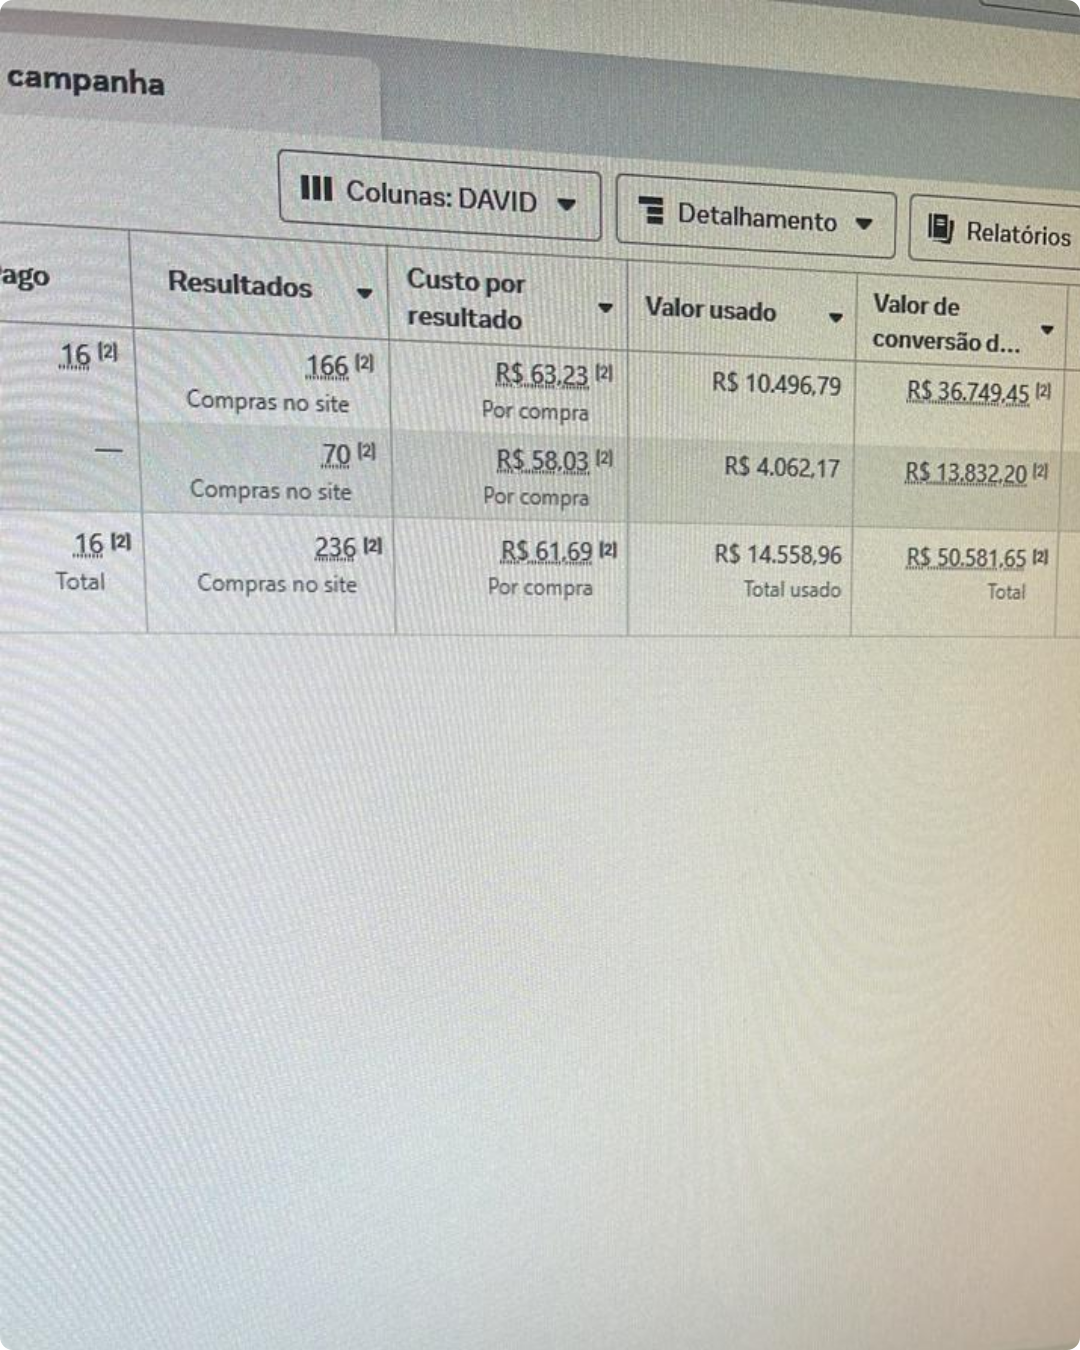 campanha
Colunas: DAVID
Detalhamento
Relatórios
ago
Resultados
Custo por
resultado
Valor usado
Valor de
conversão d...
16 [2]
166 [2]
Compras no site
R$ 63,23 [2]
Por compra
R$ 10.496,79
R$ 36.749,45 [2]
—
70 [2]
Compras no site
R$ 58,03 [2]
Por compra
R$ 4.062,17
R$ 13.832,20 [2]
16 [2]
Total
236 [2]
Compras no site
R$ 61,69 [2]
Por compra
R$ 14.558,96
Total usado
R$ 50.581,65 [2]
Total